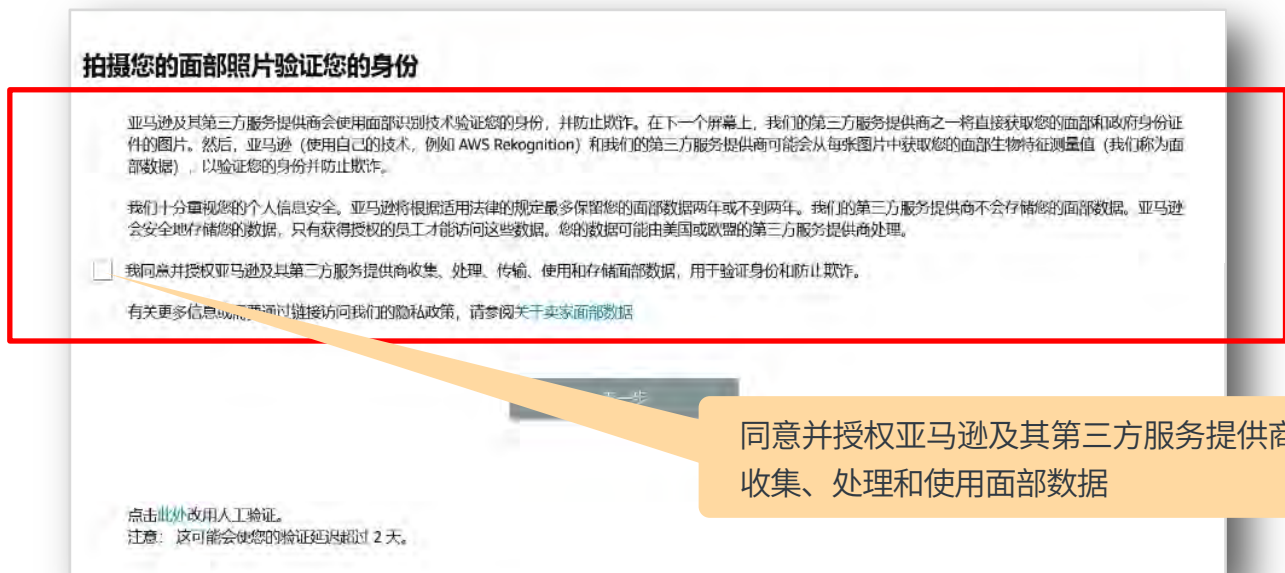 拍摄您的面部照片验证您的身份
亚马逊及其第三方服务提供商会使用面部识别技术验证您的身份，并防止欺诈。在下一个屏幕上，我们的第三方服务提供商之一将直接获取您的面部和政府身份证
件的图片。然后，亚马逊（使用自己的技术，例如 AWS Rekognition）和我们的第三方服务提供商可能会从每张图片中获取您的面部生物特征测量值（我们称为面
部数据），以验证您的身份并防止欺诈。
我们十分重视您的个人信息安全。亚马逊将根据适用法律的规定最多保留您的面部数据两年或不到两年。我们的第三方服务提供商不会存储您的面部数据。亚马逊
会安全地存储您的数据，只有获得授权的员工才能访问这些数据。您的数据可能由美国或欧盟的第三方服务提供商处理。
我同意并授权亚马逊及其第三方服务提供商收集、处理、传输、使用和存储面部数据，用于验证身份和防止欺诈。
有关更多信息或需要通过链接访问我们的隐私政策，请参阅关于卖家面部数据
下一步
同意并授权亚马逊及其第三方服务提供商
收集、处理和使用面部数据
点击此处改用人工验证。
注意： 这可能会使您的验证延迟超过 2 天。